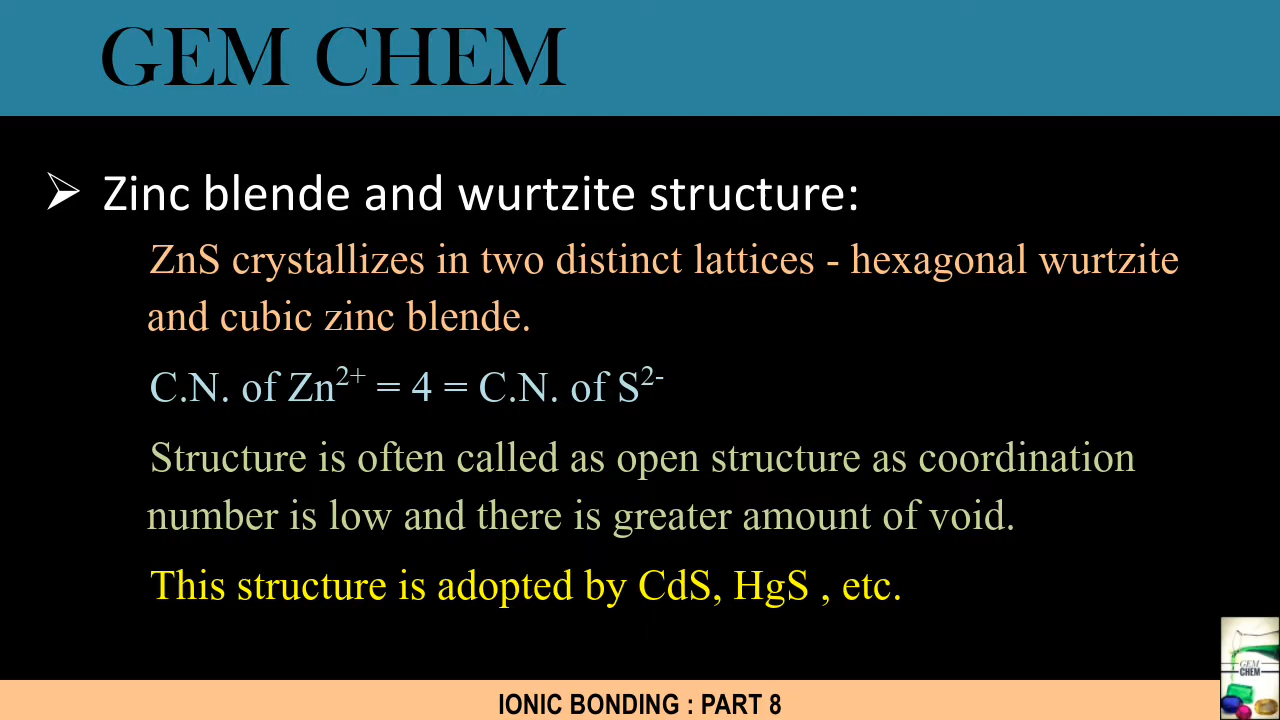 GEM CHEM
➢ Zinc blende and wurtzite structure:
ZnS crystallizes in two distinct lattices - hexagonal wurtzite
and cubic zinc blende.
C.N. of Zn²⁺ = 4 = C.N. of S²⁻
Structure is often called as open structure as coordination
number is low and there is greater amount of void.
This structure is adopted by CdS, HgS , etc.
GEM
CHEM
IONIC BONDING : PART 8